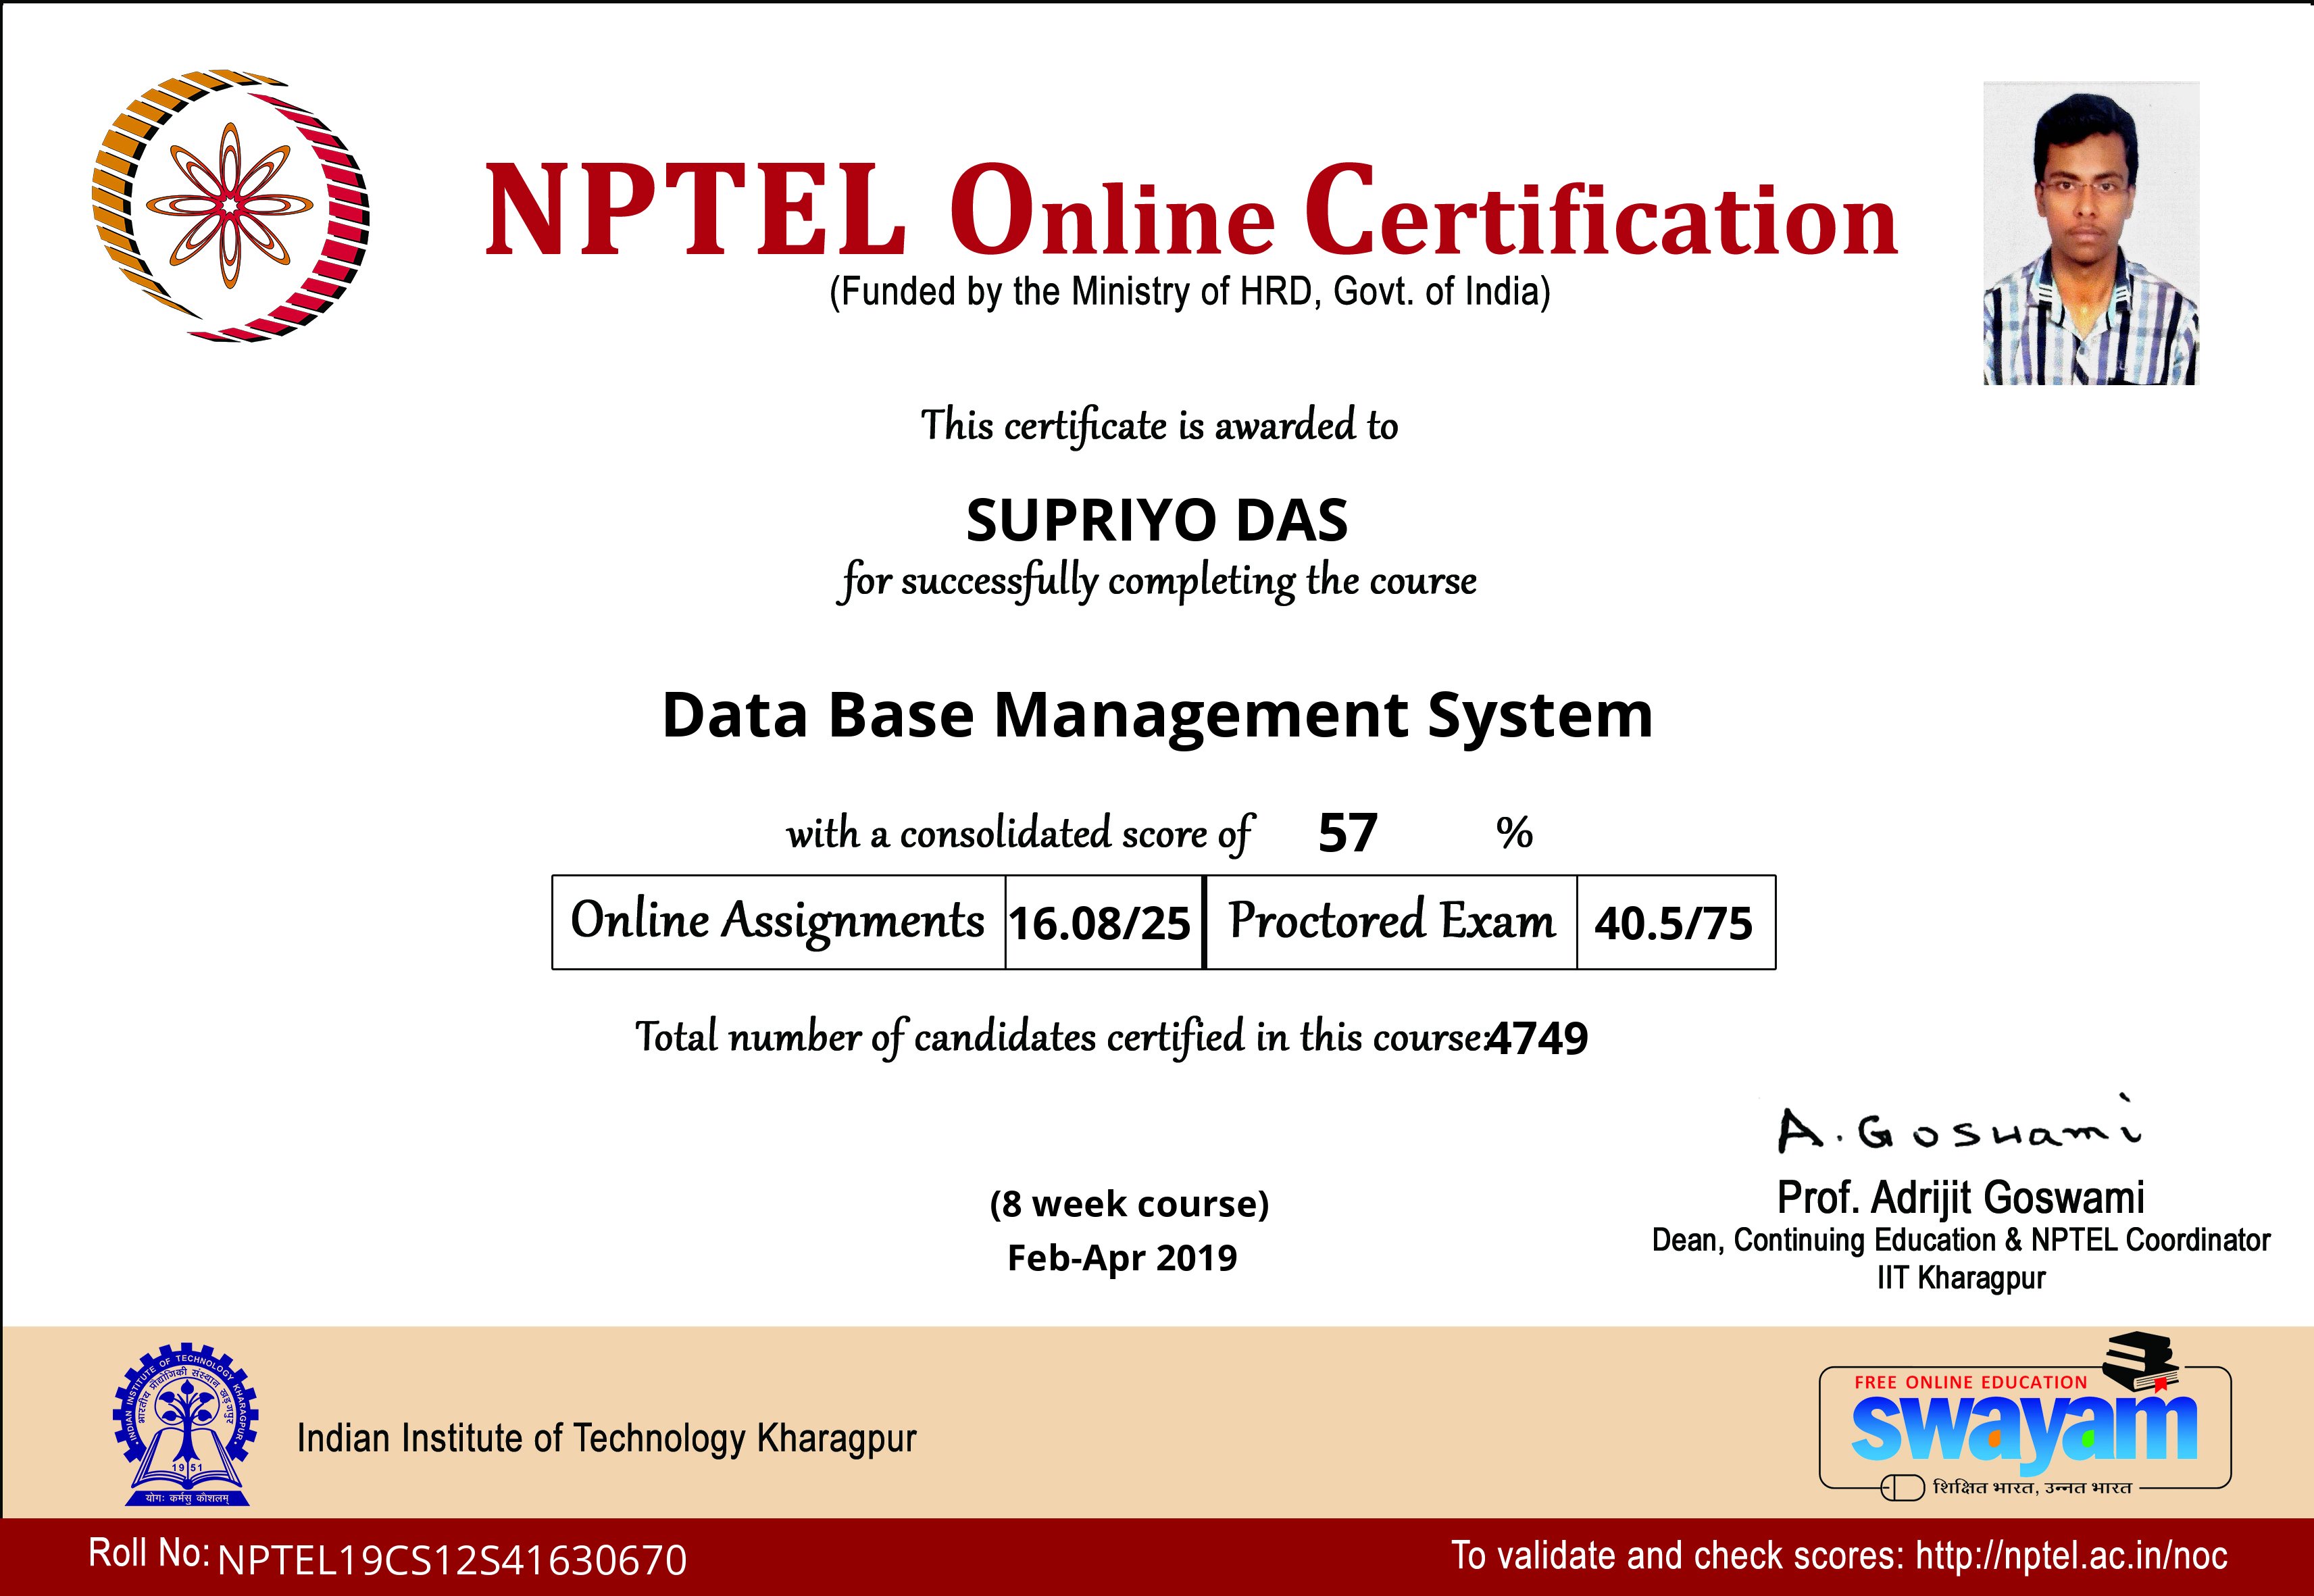 NPTEL Online Certification
(Funded by the Ministry of HRD, Govt. of India)
This certificate is awarded to
SUPRIYO DAS
for successfully completing the course
Data Base Management System
with a consolidated score of 57 %
Online Assignments 16.08/25 Proctored Exam 40.5/75
Total number of candidates certified in this course:4749
A. Goswami
Prof. Adrijit Goswami
Dean, Continuing Education & NPTEL Coordinator
IIT Kharagpur
(8 week course)
Feb-Apr 2019
INDIAN INSTITUTE OF TECHNOLOGY KHARAGPUR
भारतीय प्रौद्योगिकी संस्थान खड़गपुर
1951
योगः कर्मसु कौशलम्
Indian Institute of Technology Kharagpur
FREE ONLINE EDUCATION
swayam
शिक्षित भारत, उन्नत भारत
Roll No: NPTEL19CS12S41630670
To validate and check scores: http://nptel.ac.in/noc